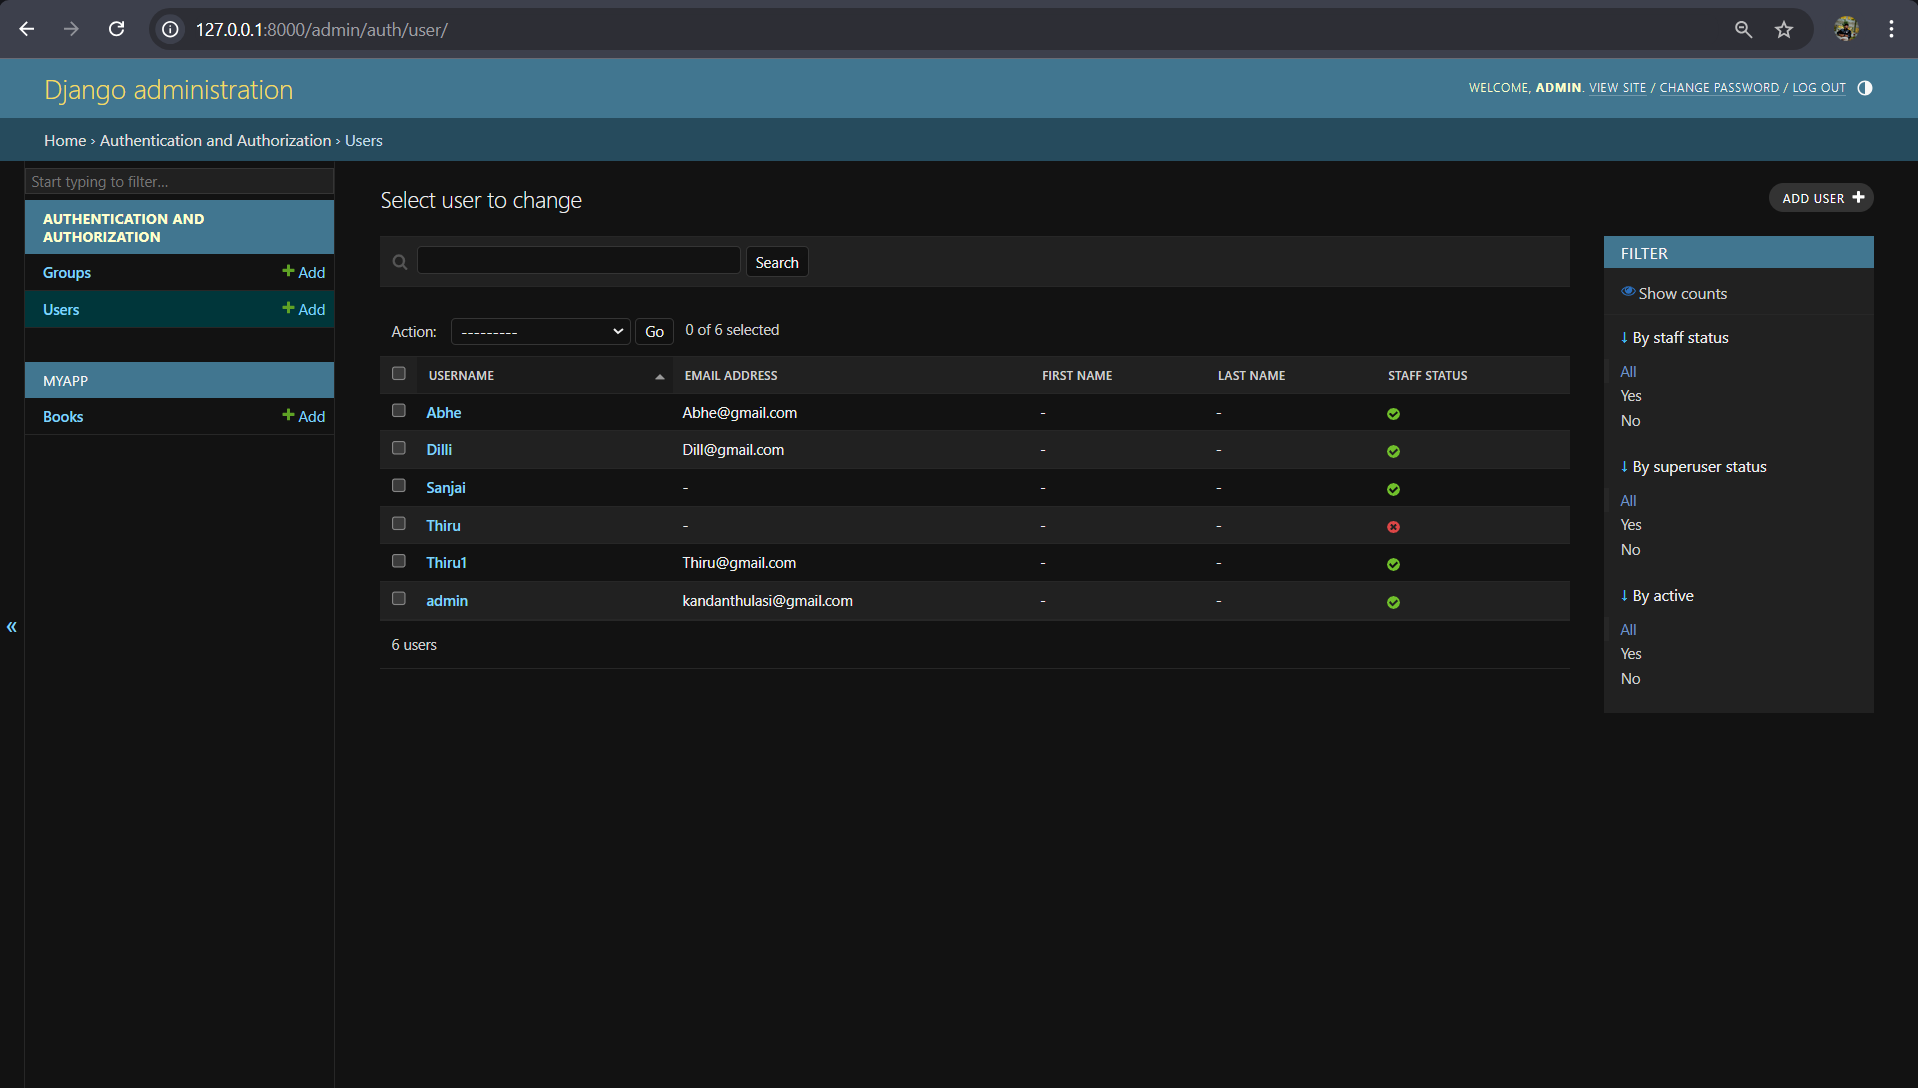 127.0.0.1:8000/admin/auth/user/
Django administration
WELCOME, ADMIN. VIEW SITE / CHANGE PASSWORD / LOG OUT
Home › Authentication and Authorization › Users
Start typing to filter...
AUTHENTICATION AND
AUTHORIZATION
Groups + Add
Users + Add
MYAPP
Books + Add
«
Select user to change
ADD USER +
Search
Action: --------- Go 0 of 6 selected
USERNAME EMAIL ADDRESS FIRST NAME LAST NAME STAFF STATUS
Abhe Abhe@gmail.com - -
Dilli Dill@gmail.com - -
Sanjai - - -
Thiru - - -
Thiru1 Thiru@gmail.com - -
admin kandanthulasi@gmail.com - -
6 users
FILTER
Show counts
↓ By staff status
All
Yes
No
↓ By superuser status
All
Yes
No
↓ By active
All
Yes
No